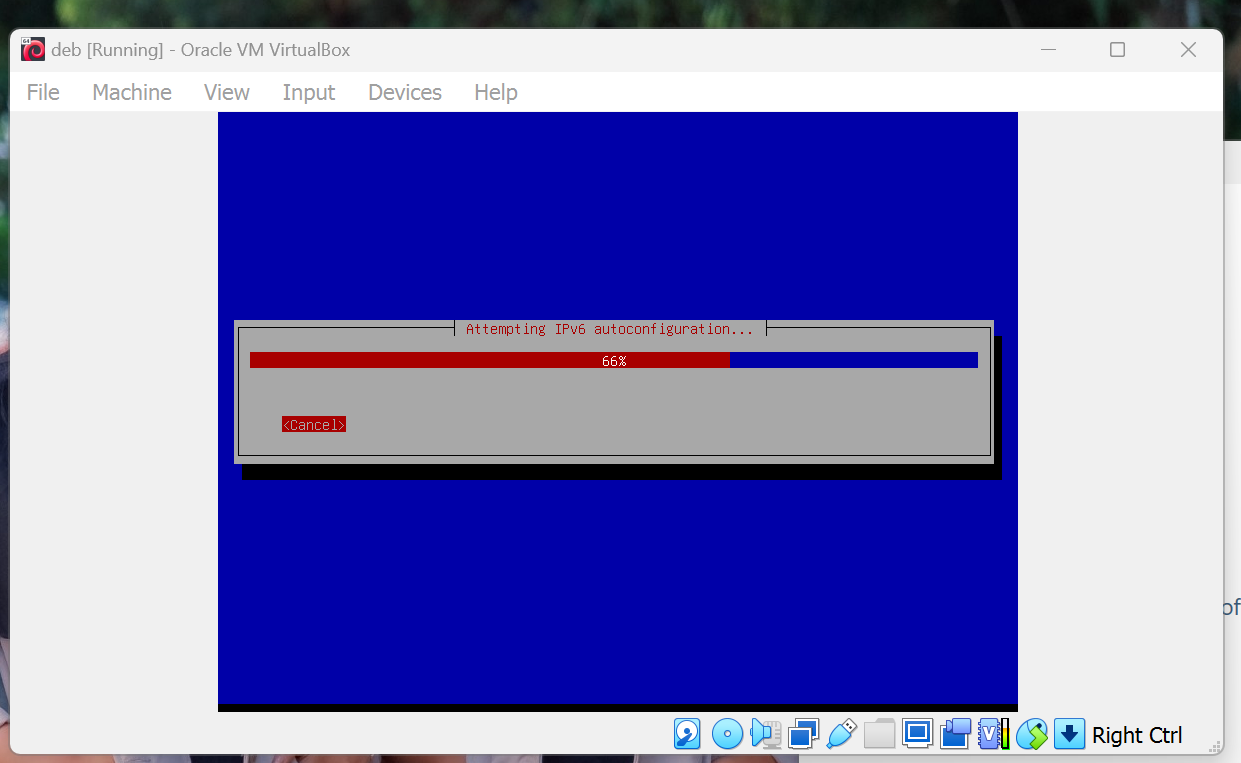 64
deb [Running] - Oracle VM VirtualBox
File Machine View Input Devices Help
Attempting IPv6 autoconfiguration...
66%
<Cancel>
of
V
Right Ctrl